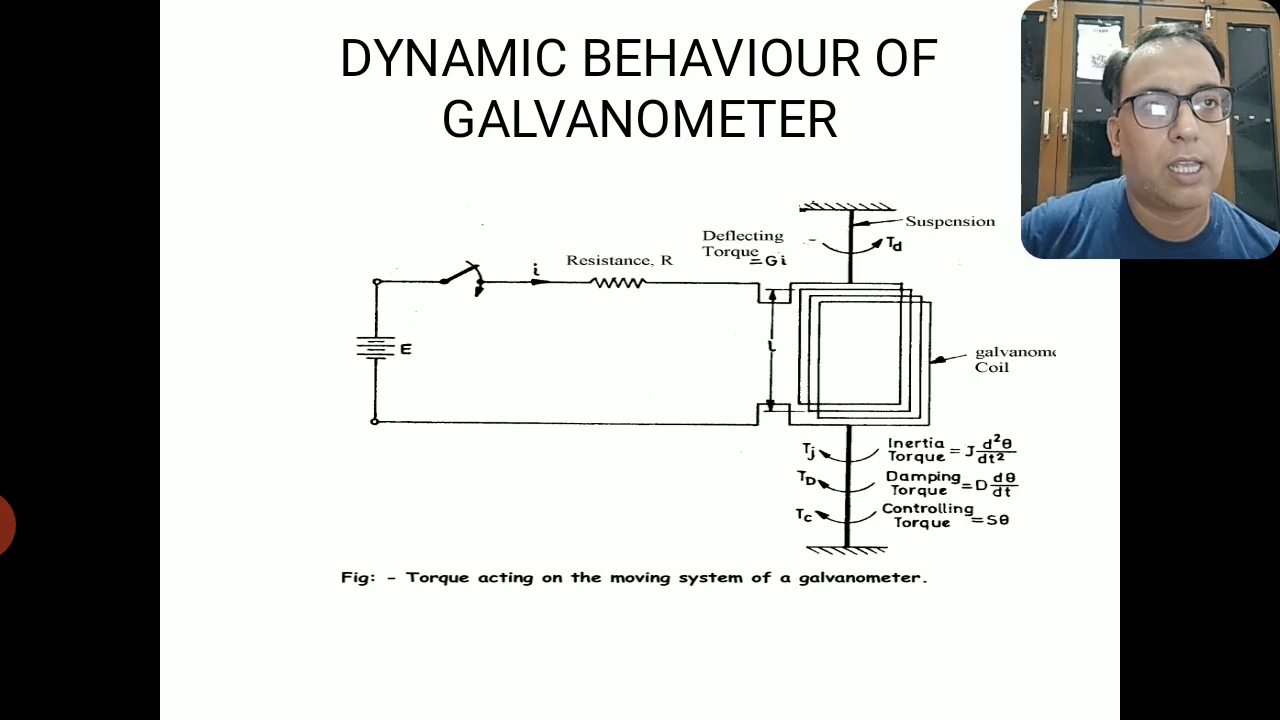 DYNAMIC BEHAVIOUR OF
GALVANOMETER
Suspension
Td
Deflecting
Torque
=Gi
i
Resistance, R
E
l
galvanome
Coil
Tj
Inertia
Torque = J d²θ/dt²
TD
Damping
Torque = D dθ/dt
Tc
Controlling
Torque = Sθ
Fig: - Torque acting on the moving system of a galvanometer.